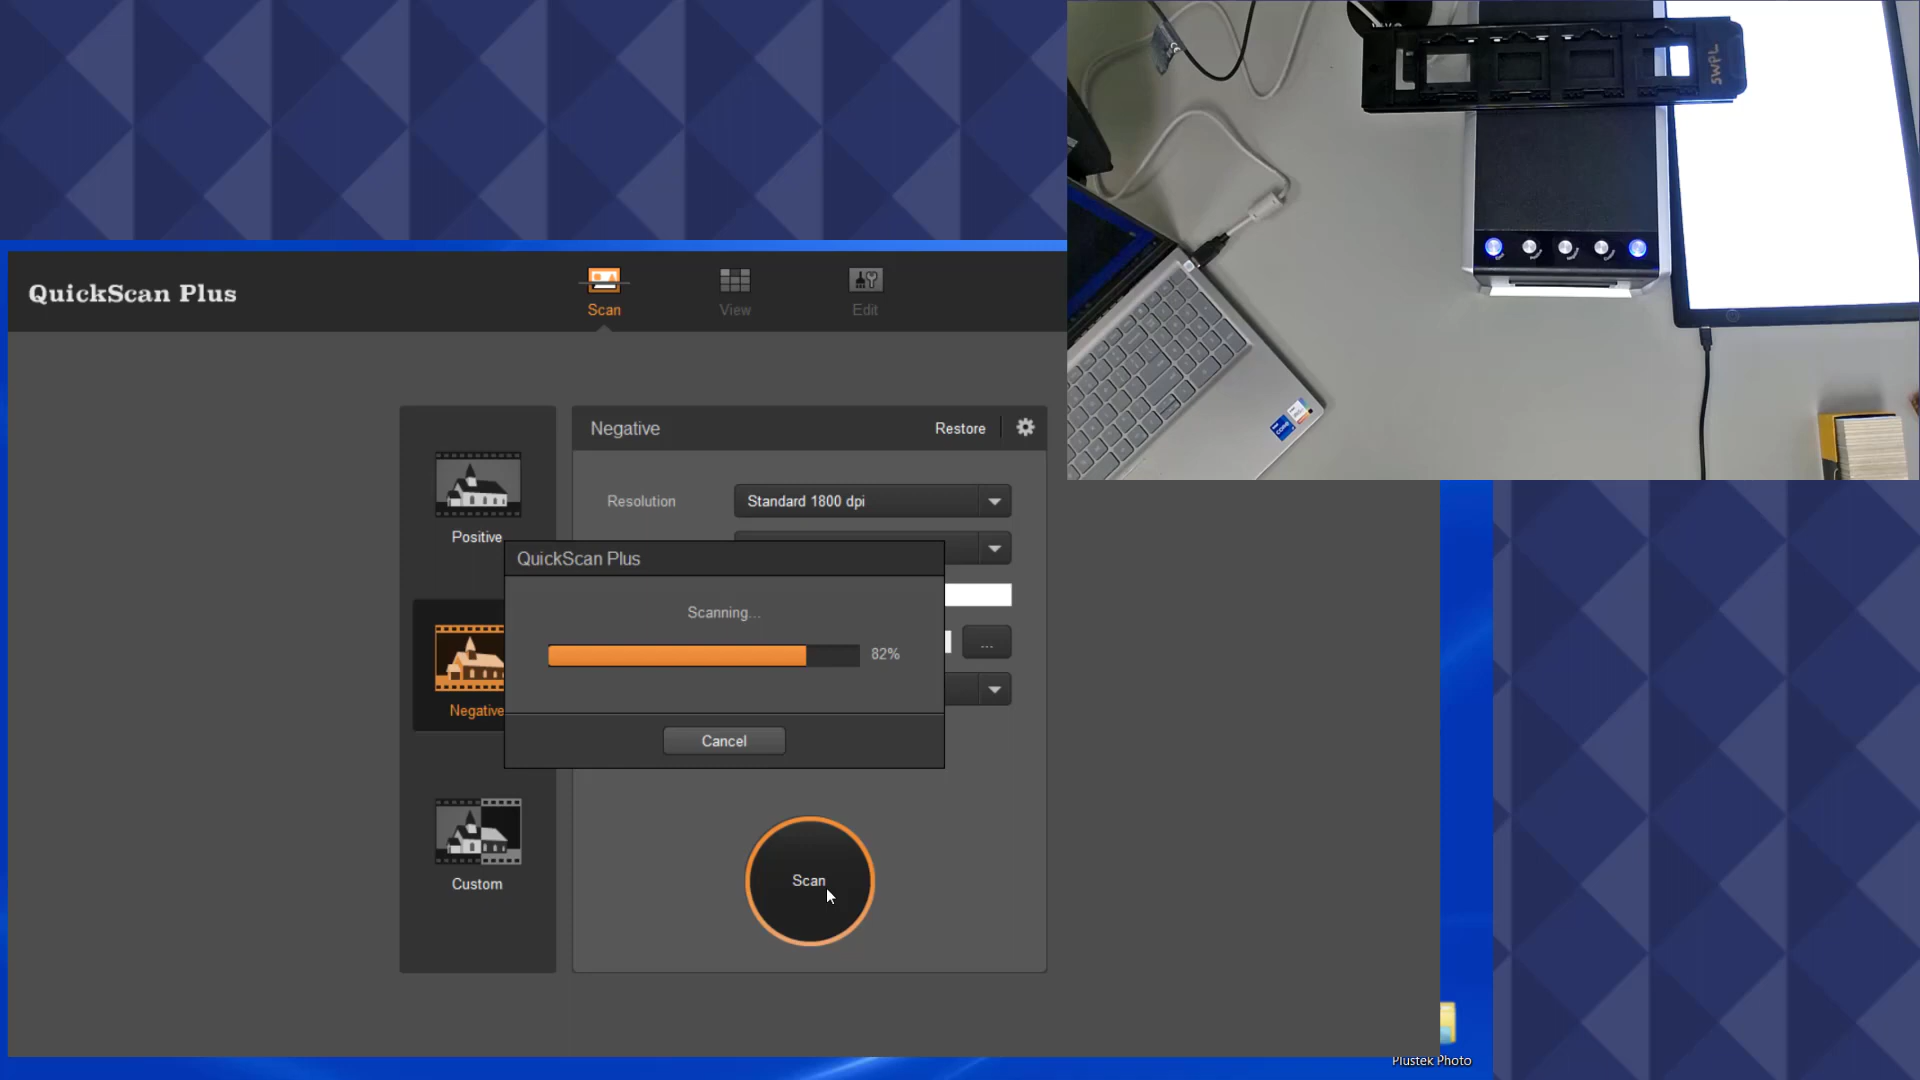 QuickScan Plus
Scan
View
Edit
Positive
Negative
Custom
Negative
Restore
Resolution
Standard 1800 dpi
QuickScan Plus
Scanning...
82%
...
Cancel
Scan
Plustek Photo
SWPL